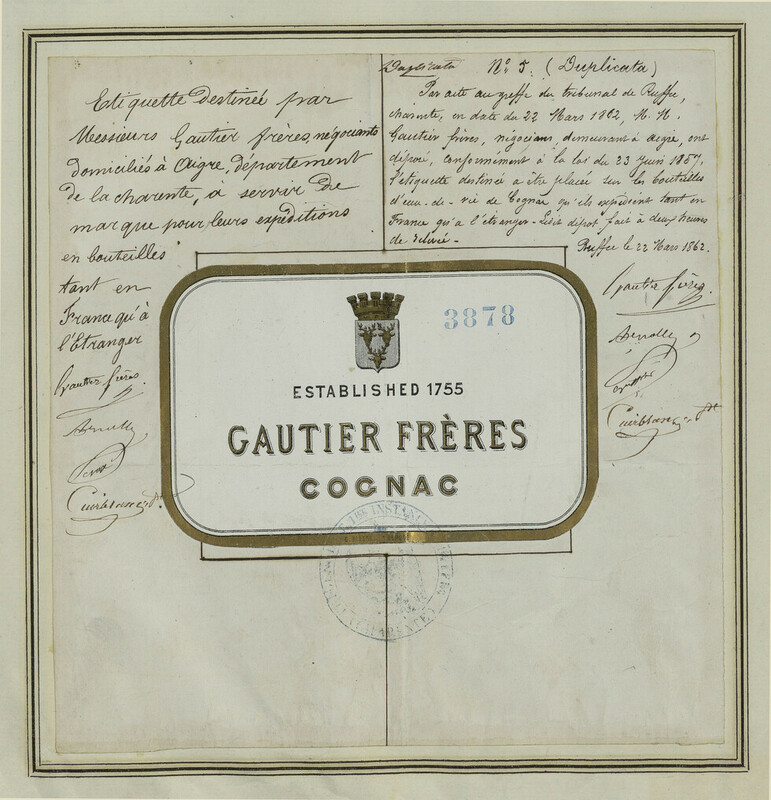 Etiquette destinée par
Messieurs Gautier frères, négociants
domiciliés à Aigre, département
de la charente, a servir de
marque pour leurs expéditions
en bouteilles
tant en
France qu'à
l'Etranger
Gautier frères.
Duplicata Nº 5. (Duplicata)
Par acte au greffe du tribunal de Ruffec,
charente, en date du 22 Mars 1862, M. M.
Gautier frères, négocians, demeurant à Aigre, ont
déposé, conformément à la loi du 23 juin 1857,
l'étiquette destinée a être placée sur les bouteilles
d'eau-de-vie de Cognac qu'ils expédient tant en
France qu'a l'étranger - Ledit dépot fait à deux heures
de relevée -
Ruffec le 22 Mars 1862.
Gautier frères
3878
ESTABLISHED 1755
GAUTIER FRÈRES
COGNAC